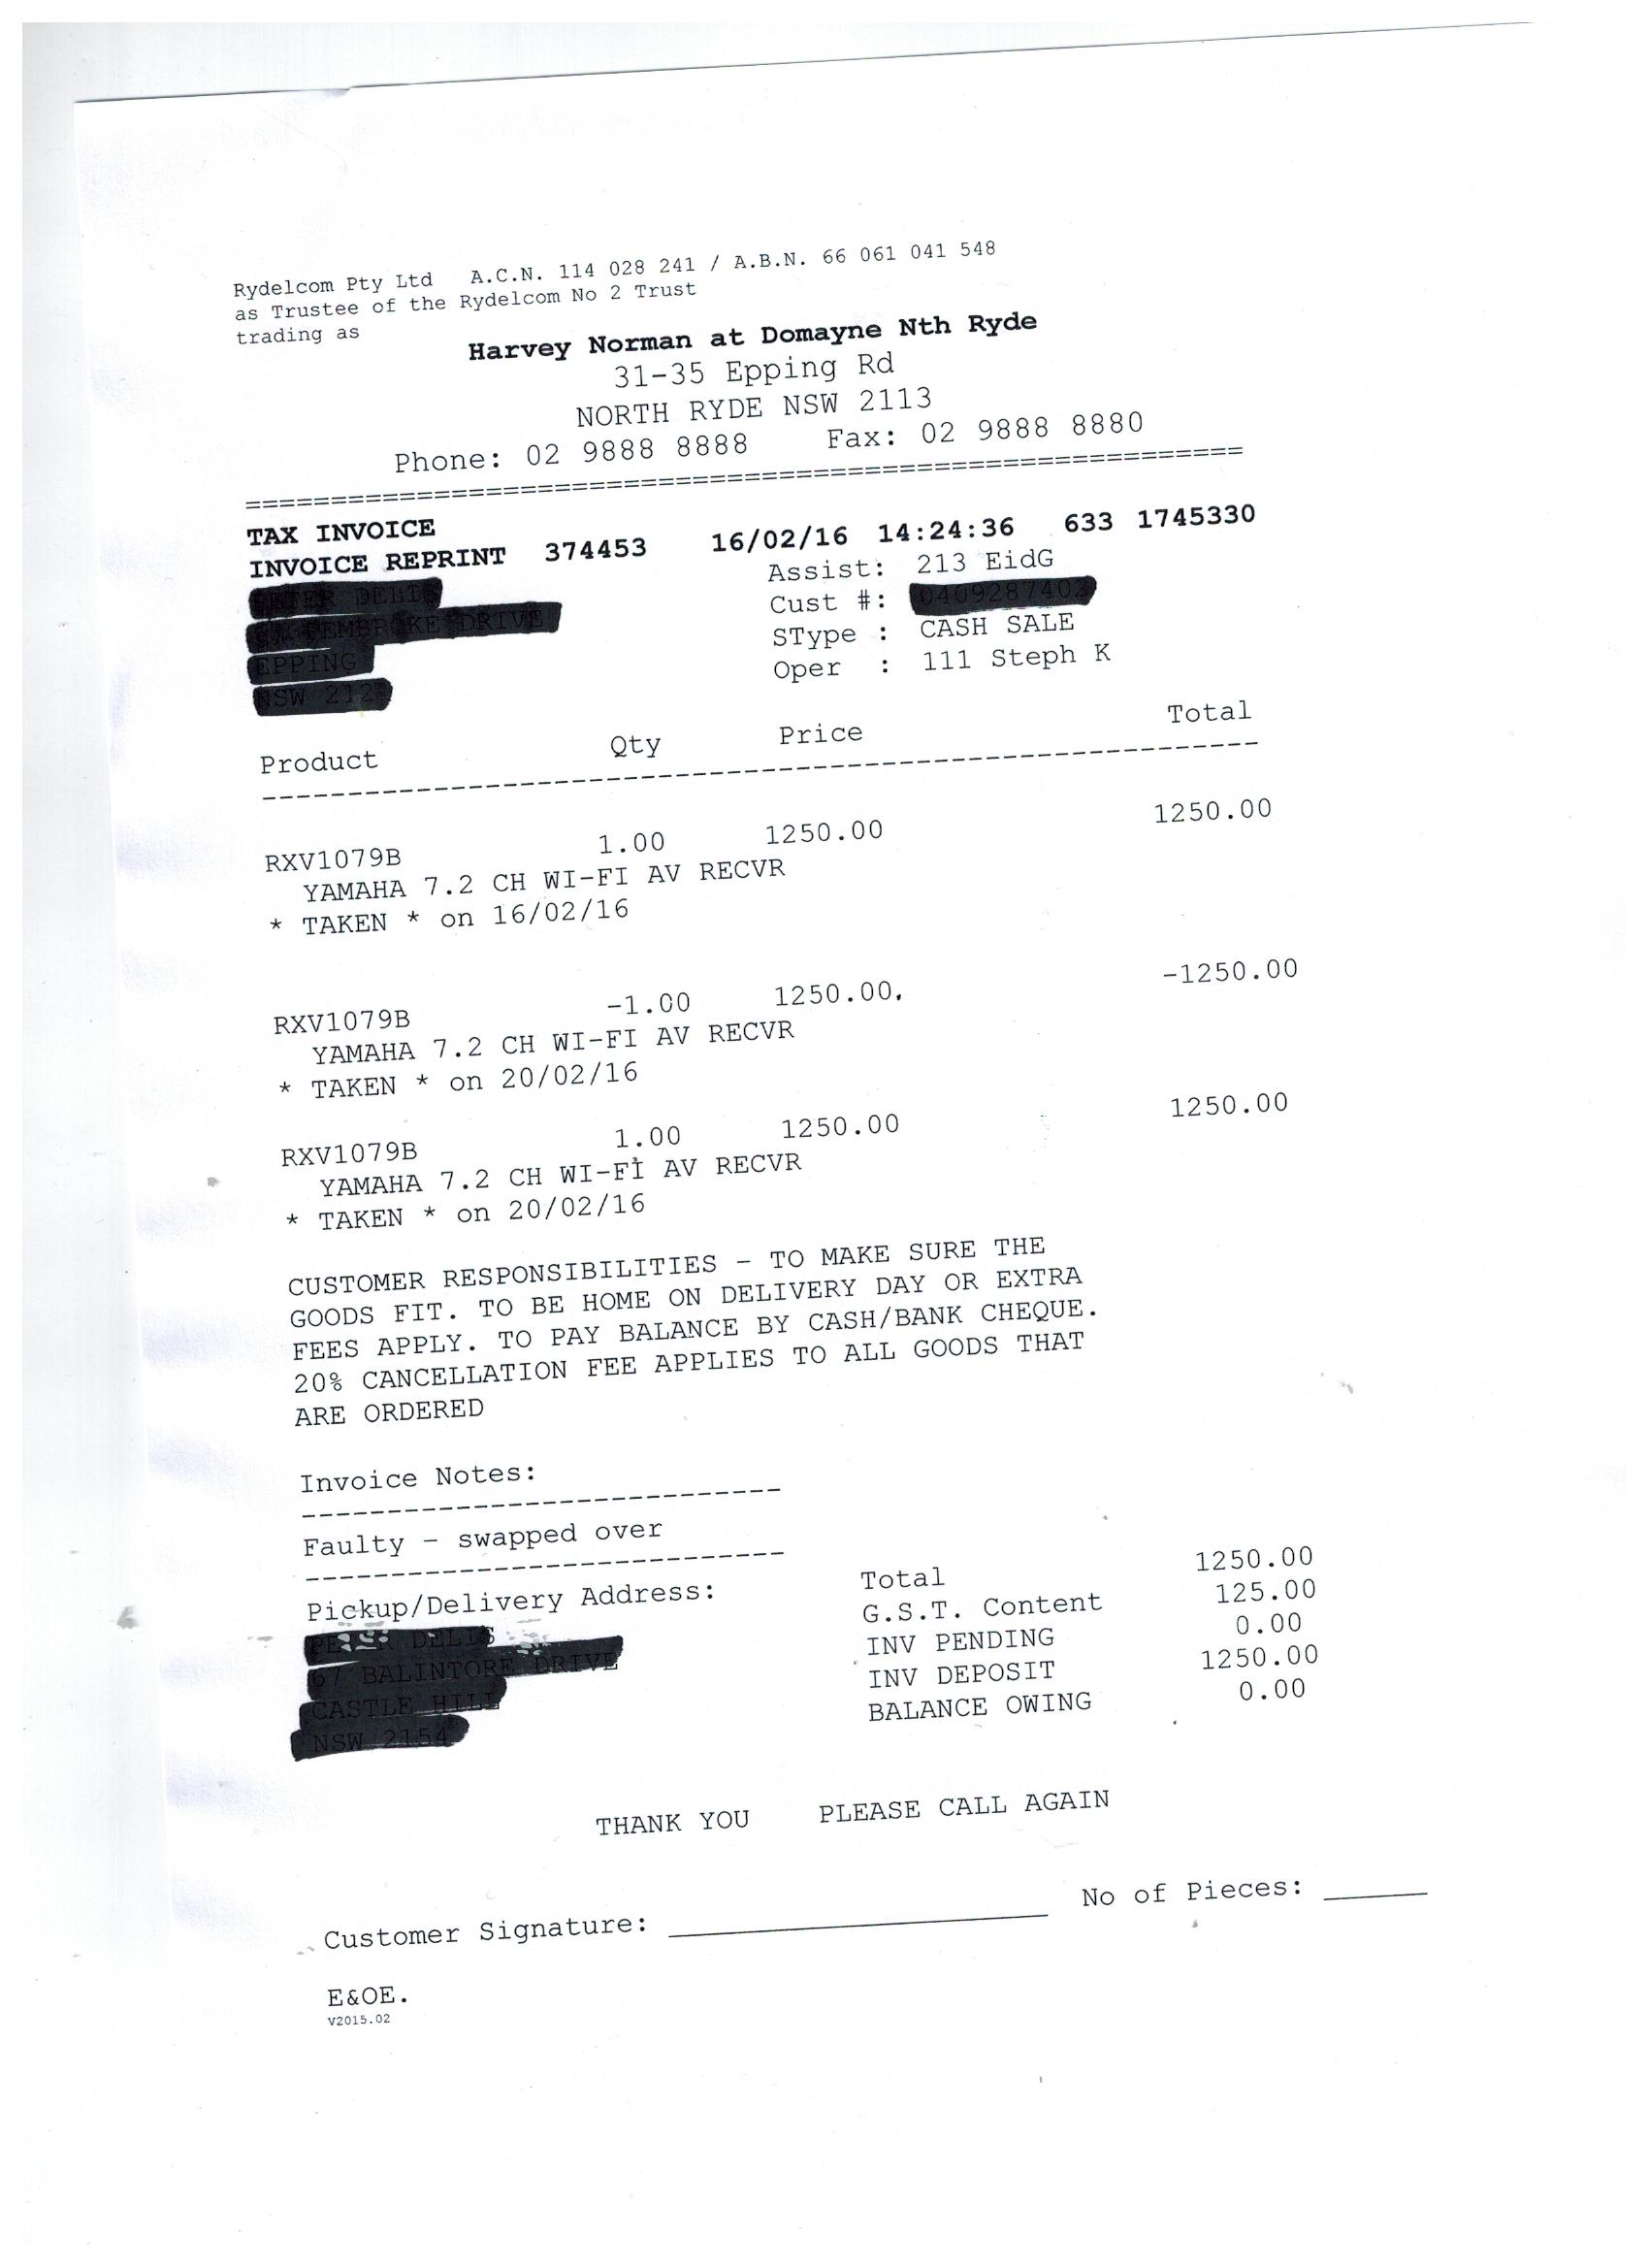 Rydelcom Pty Ltd A.C.N. 114 028 241 / A.B.N. 66 061 041 548
as Trustee of the Rydelcom No 2 Trust
trading as
Harvey Norman at Domayne Nth Ryde
31-35 Epping Rd
NORTH RYDE NSW 2113
Phone: 02 9888 8888 Fax: 02 9888 8880
TAX INVOICE
INVOICE REPRINT 374453 16/02/16 14:24:36 633 1745330
Assist: 213 EidG
Cust #:
SType : CASH SALE
Oper : 111 Steph K
Product Qty Price Total
RXV1079B 1.00 1250.00 1250.00
YAMAHA 7.2 CH WI-FI AV RECVR
* TAKEN * on 16/02/16
RXV1079B -1.00 1250.00 -1250.00
YAMAHA 7.2 CH WI-FI AV RECVR
* TAKEN * on 20/02/16
RXV1079B 1.00 1250.00 1250.00
YAMAHA 7.2 CH WI-FI AV RECVR
* TAKEN * on 20/02/16
CUSTOMER RESPONSIBILITIES - TO MAKE SURE THE
GOODS FIT. TO BE HOME ON DELIVERY DAY OR EXTRA
FEES APPLY. TO PAY BALANCE BY CASH/BANK CHEQUE.
20% CANCELLATION FEE APPLIES TO ALL GOODS THAT
ARE ORDERED
Invoice Notes:
Faulty - swapped over
Pickup/Delivery Address:
Total 1250.00
G.S.T. Content 125.00
INV PENDING 0.00
INV DEPOSIT 1250.00
BALANCE OWING 0.00
THANK YOU PLEASE CALL AGAIN
Customer Signature: No of Pieces:
E&OE.
V2015.02